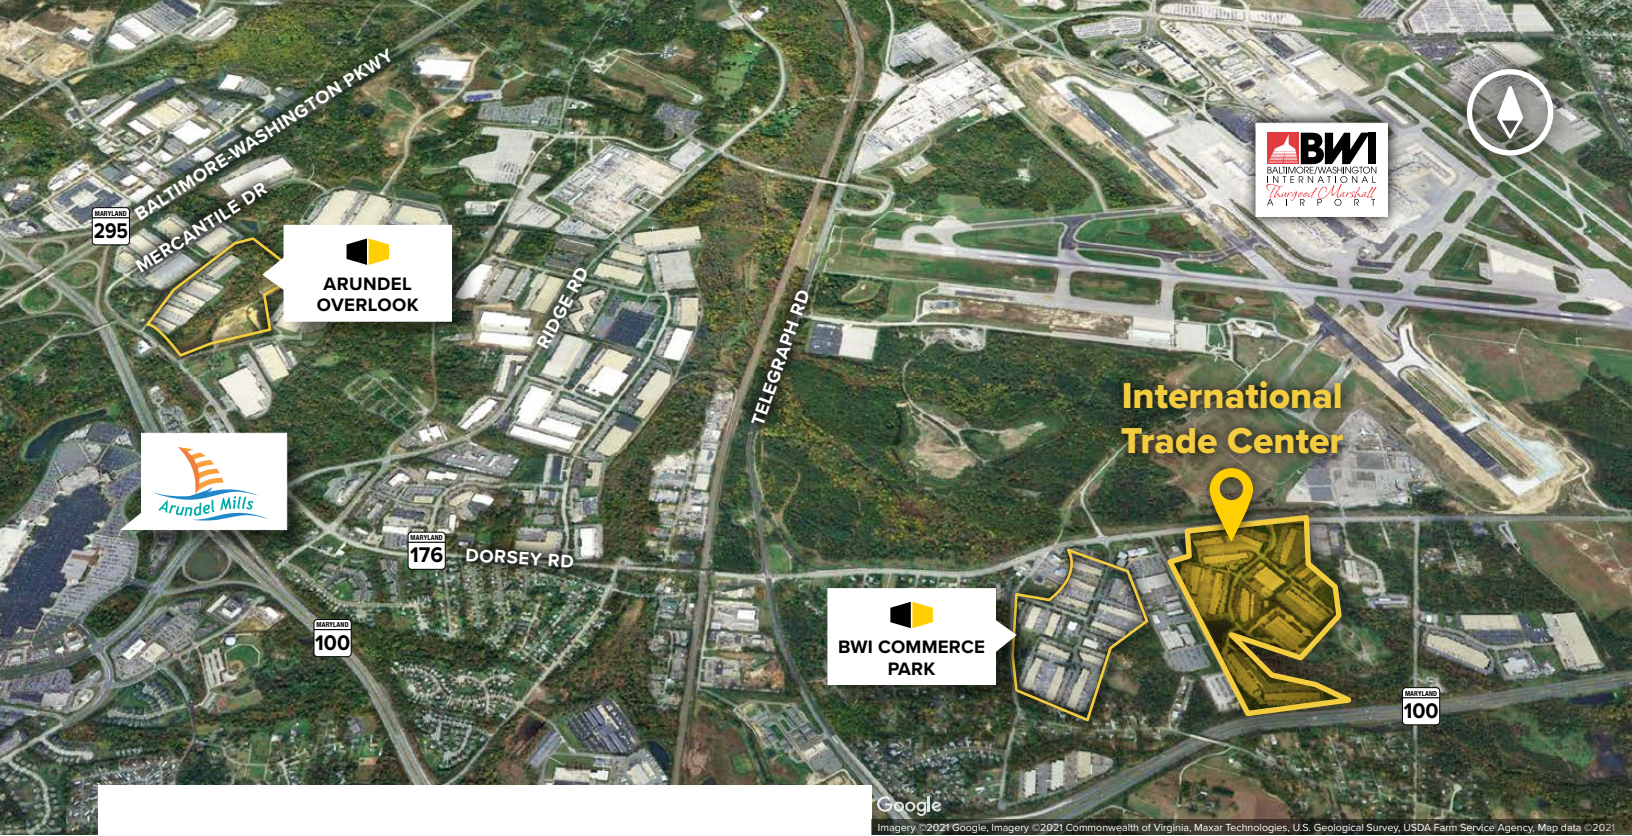 BALTIMORE-WASHINGTON PKWY
MARYLAND
295
MERCANTILE DR
ARUNDEL
OVERLOOK
BWI
BALTIMORE/WASHINGTON
INTERNATIONAL
Thurgood Marshall
AIRPORT
RIDGE RD
TELEGRAPH RD
International
Trade Center
Arundel Mills
MARYLAND
176
DORSEY RD
MARYLAND
100
BWI COMMERCE
PARK
MARYLAND
100
Google
Imagery ©2021 Google, Imagery ©2021 Commonwealth of Virginia, Maxar Technologies, U.S. Geological Survey, USDA Farm Service Agency, Map data ©2021